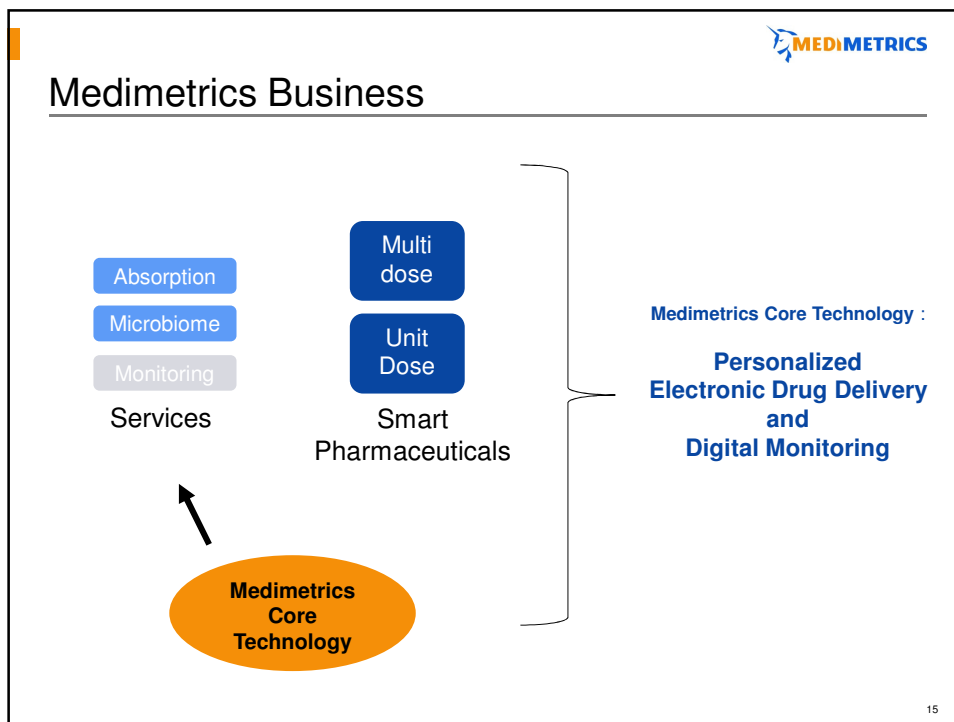 MEDIMETRICS
Medimetrics Business
Absorption
Microbiome
Monitoring
Services
Multi
dose
Unit
Dose
Smart
Pharmaceuticals
Medimetrics
Core
Technology
Medimetrics Core Technology :
Personalized
Electronic Drug Delivery
and
Digital Monitoring
15